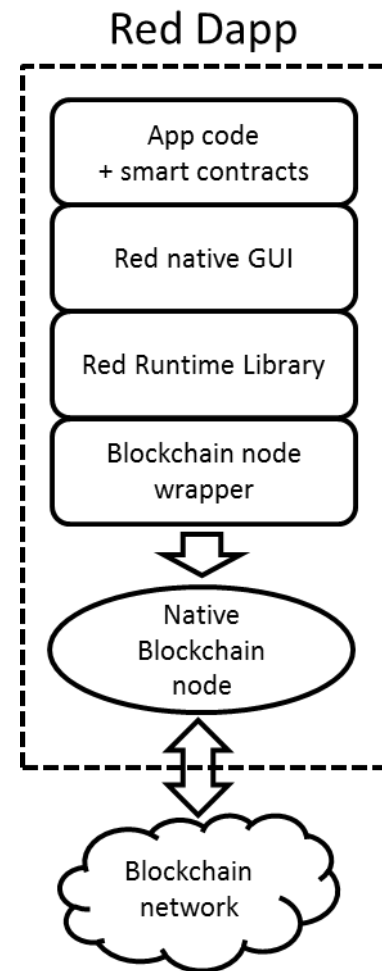 Red Dapp
App code
+ smart contracts
Red native GUI
Red Runtime Library
Blockchain node
wrapper
Native
Blockchain
node
Blockchain
network